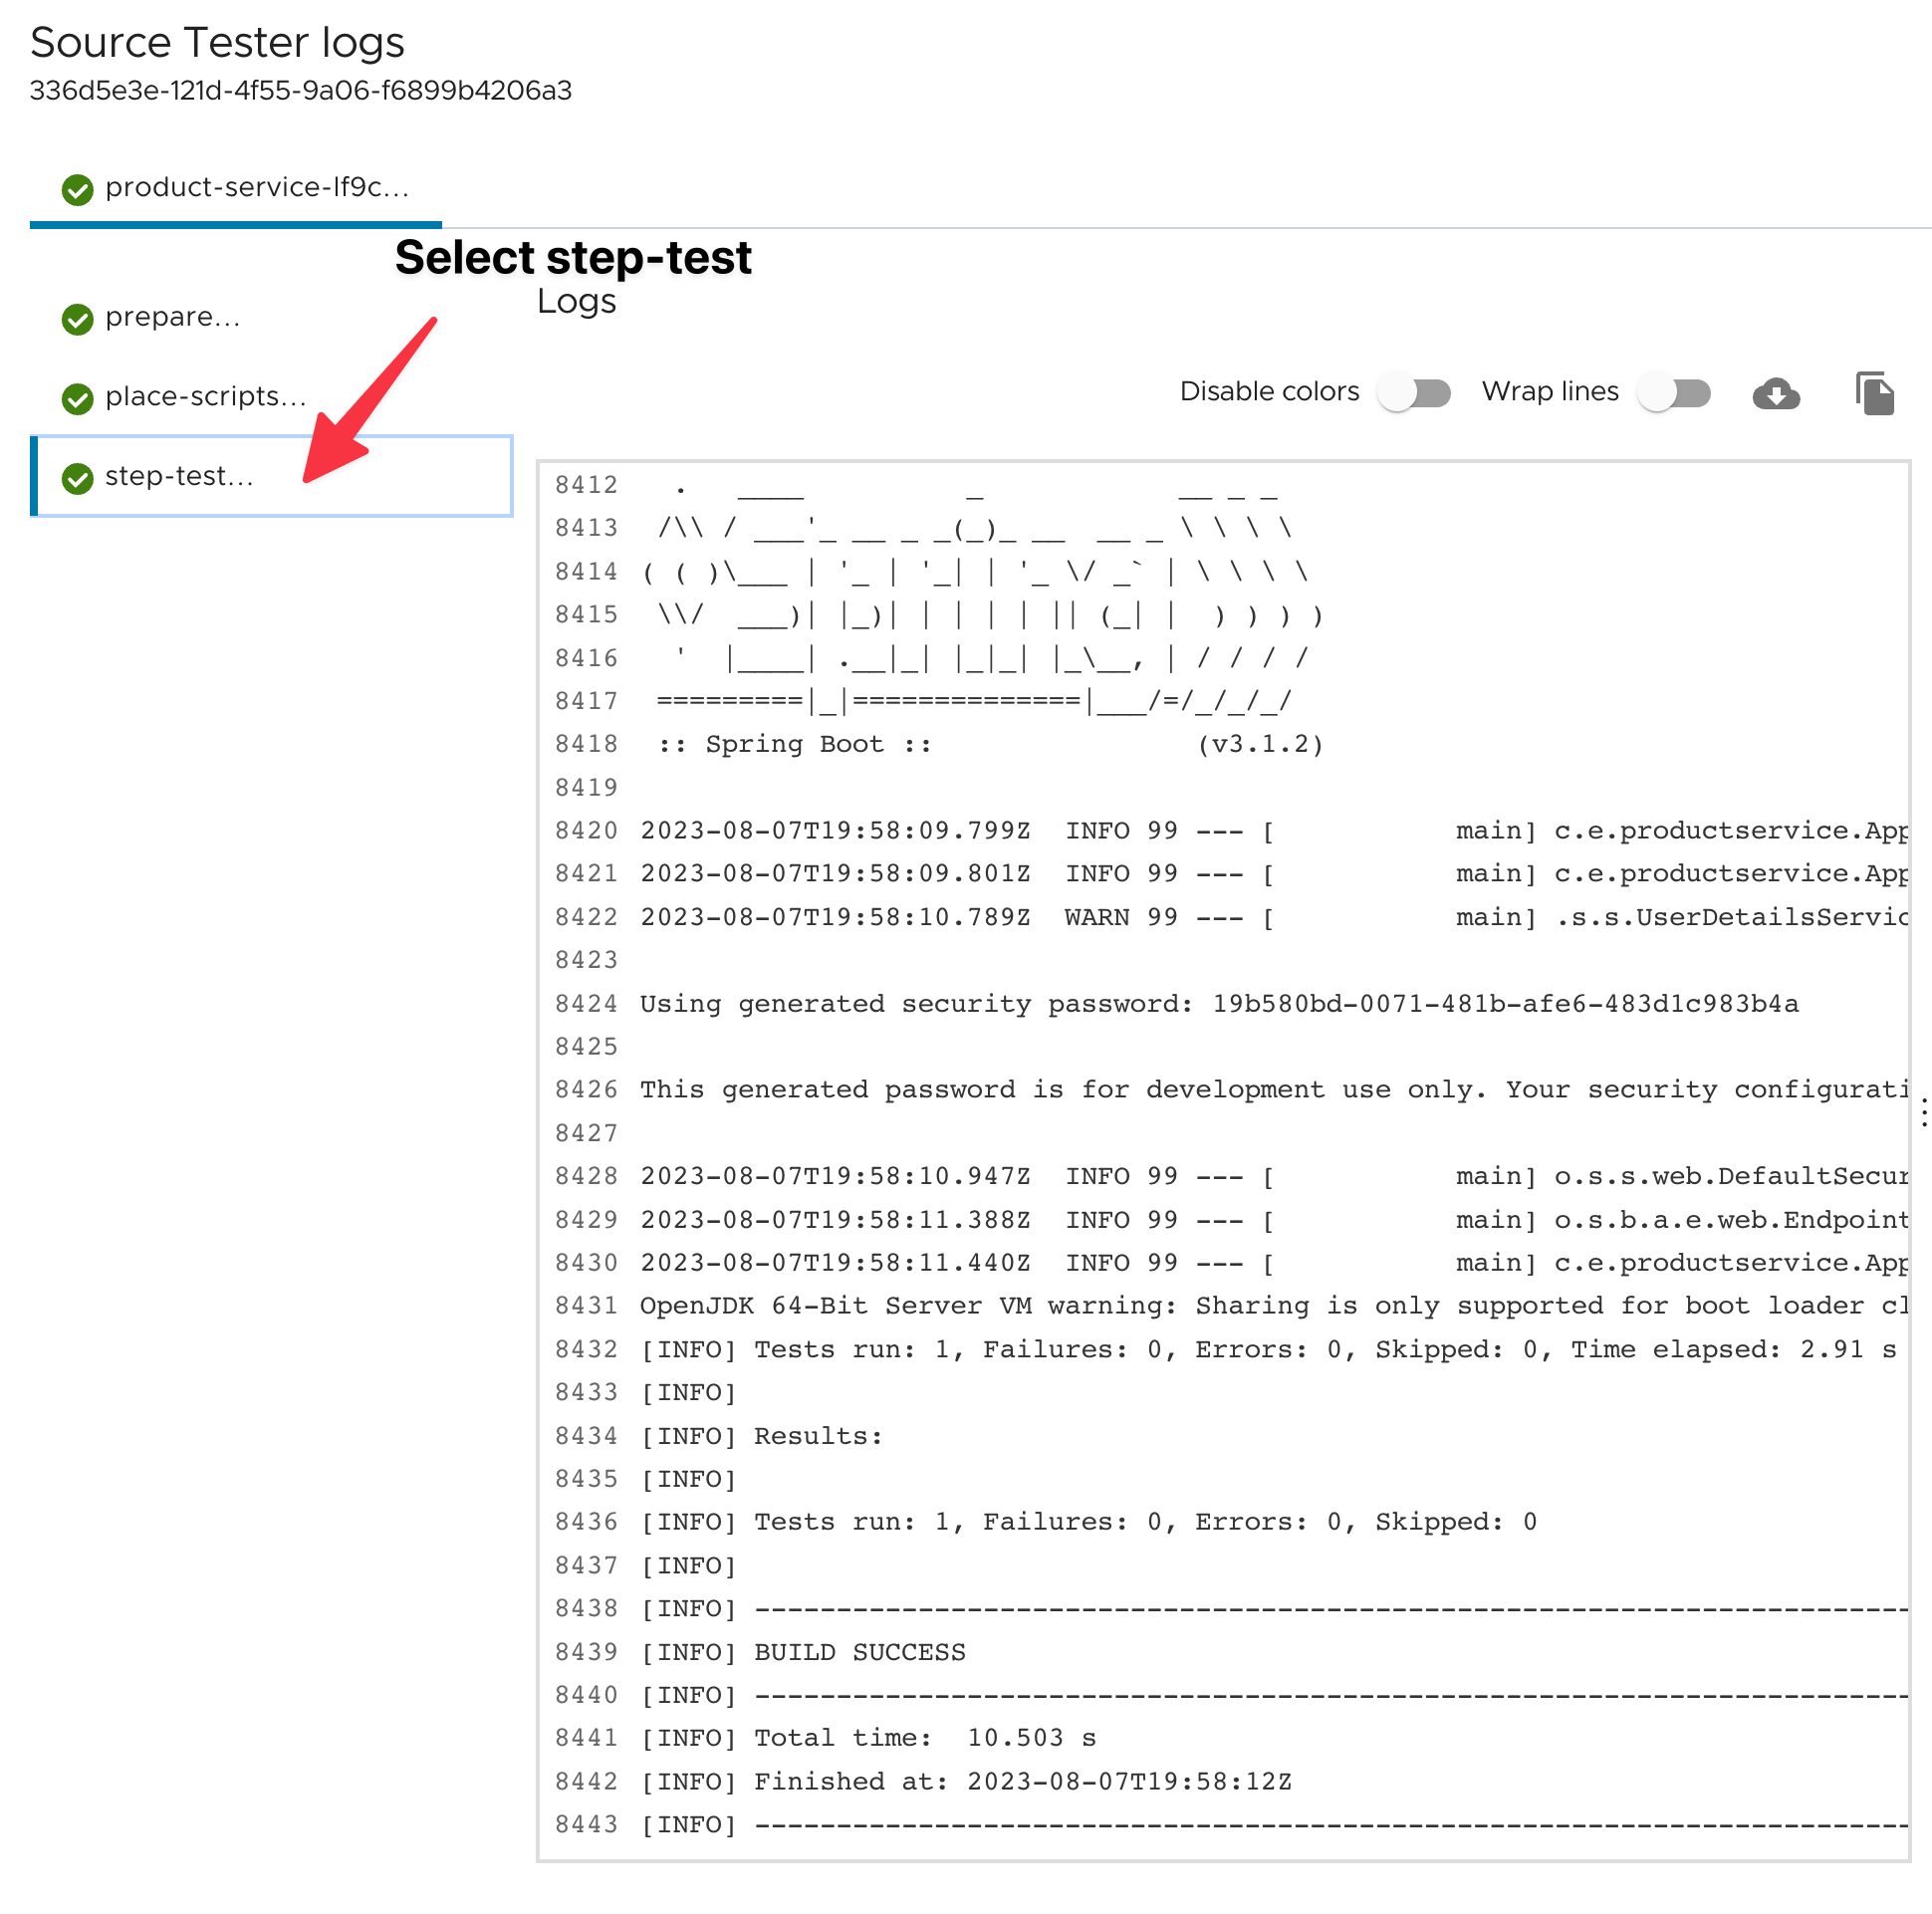 Source Tester logs
336d5e3e-121d-4f55-9a06-f6899b4206a3
product-service-lf9c...
Select step-test
Logs
prepare...
place-scripts...
step-test...
Disable colors
Wrap lines
8412   .   ____          _            __ _ _
8413  /\\ / ___'_ __ _ _(_)_ __  __ _ \ \ \ \
8414 ( ( )\___ | '_ | '_| | '_ \/ _` | \ \ \ \
8415  \\/  ___)| |_)| | | | | || (_| |  ) ) ) )
8416   '  |____| .__|_| |_|_| |_\__, | / / / /
8417  =========|_|==============|___/=/_/_/_/
8418  :: Spring Boot ::                (v3.1.2)
8419
8420 2023-08-07T19:58:09.799Z  INFO 99 --- [           main] c.e.productservice.App
8421 2023-08-07T19:58:09.801Z  INFO 99 --- [           main] c.e.productservice.App
8422 2023-08-07T19:58:10.789Z  WARN 99 --- [           main] .s.s.UserDetailsServic
8423
8424 Using generated security password: 19b580bd-0071-481b-afe6-483d1c983b4a
8425
8426 This generated password is for development use only. Your security configurati
8427
8428 2023-08-07T19:58:10.947Z  INFO 99 --- [           main] o.s.s.web.DefaultSecur
8429 2023-08-07T19:58:11.388Z  INFO 99 --- [           main] o.s.b.a.e.web.Endpoint
8430 2023-08-07T19:58:11.440Z  INFO 99 --- [           main] c.e.productservice.App
8431 OpenJDK 64-Bit Server VM warning: Sharing is only supported for boot loader cl
8432 [INFO] Tests run: 1, Failures: 0, Errors: 0, Skipped: 0, Time elapsed: 2.91 s
8433 [INFO]
8434 [INFO] Results:
8435 [INFO]
8436 [INFO] Tests run: 1, Failures: 0, Errors: 0, Skipped: 0
8437 [INFO]
8438 [INFO] -----------------------------------------------------------------------
8439 [INFO] BUILD SUCCESS
8440 [INFO] -----------------------------------------------------------------------
8441 [INFO] Total time:  10.503 s
8442 [INFO] Finished at: 2023-08-07T19:58:12Z
8443 [INFO] -----------------------------------------------------------------------